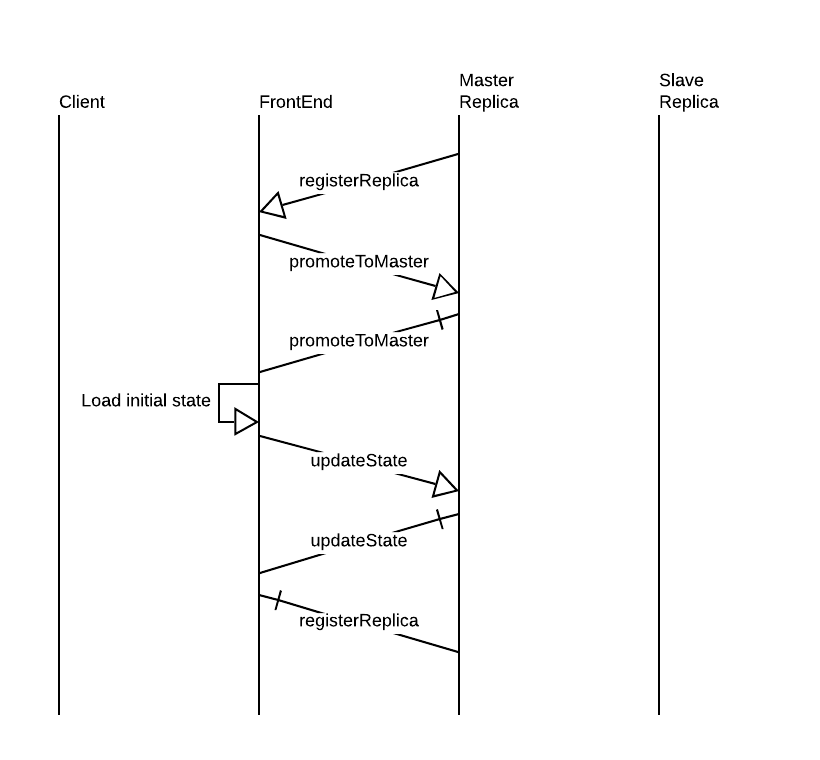 Client
FrontEnd
Master
Replica
Slave
Replica
registerReplica
promoteToMaster
promoteToMaster
Load initial state
updateState
updateState
registerReplica